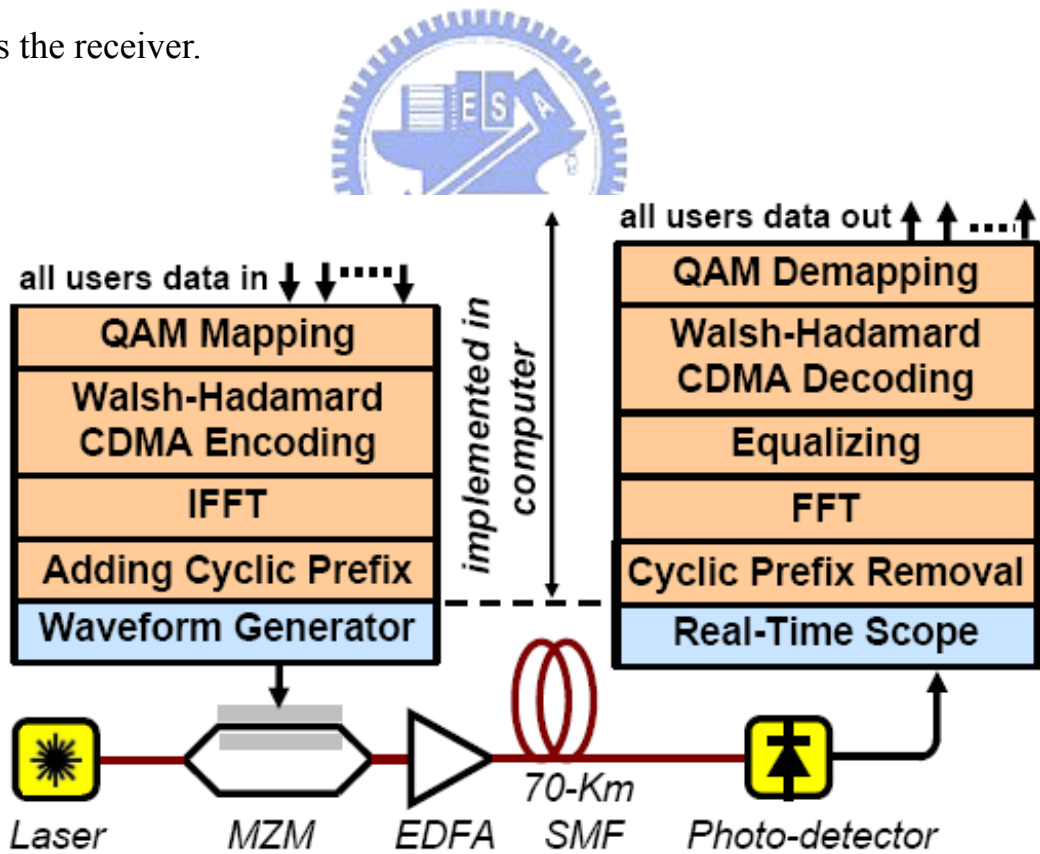 s the receiver.
E S A
all users data in
QAM Mapping
Walsh-Hadamard
CDMA Encoding
IFFT
Adding Cyclic Prefix
Waveform Generator
implemented in
computer
all users data out
QAM Demapping
Walsh-Hadamard
CDMA Decoding
Equalizing
FFT
Cyclic Prefix Removal
Real-Time Scope
Laser
MZM
EDFA
70-Km
SMF
Photo-detector